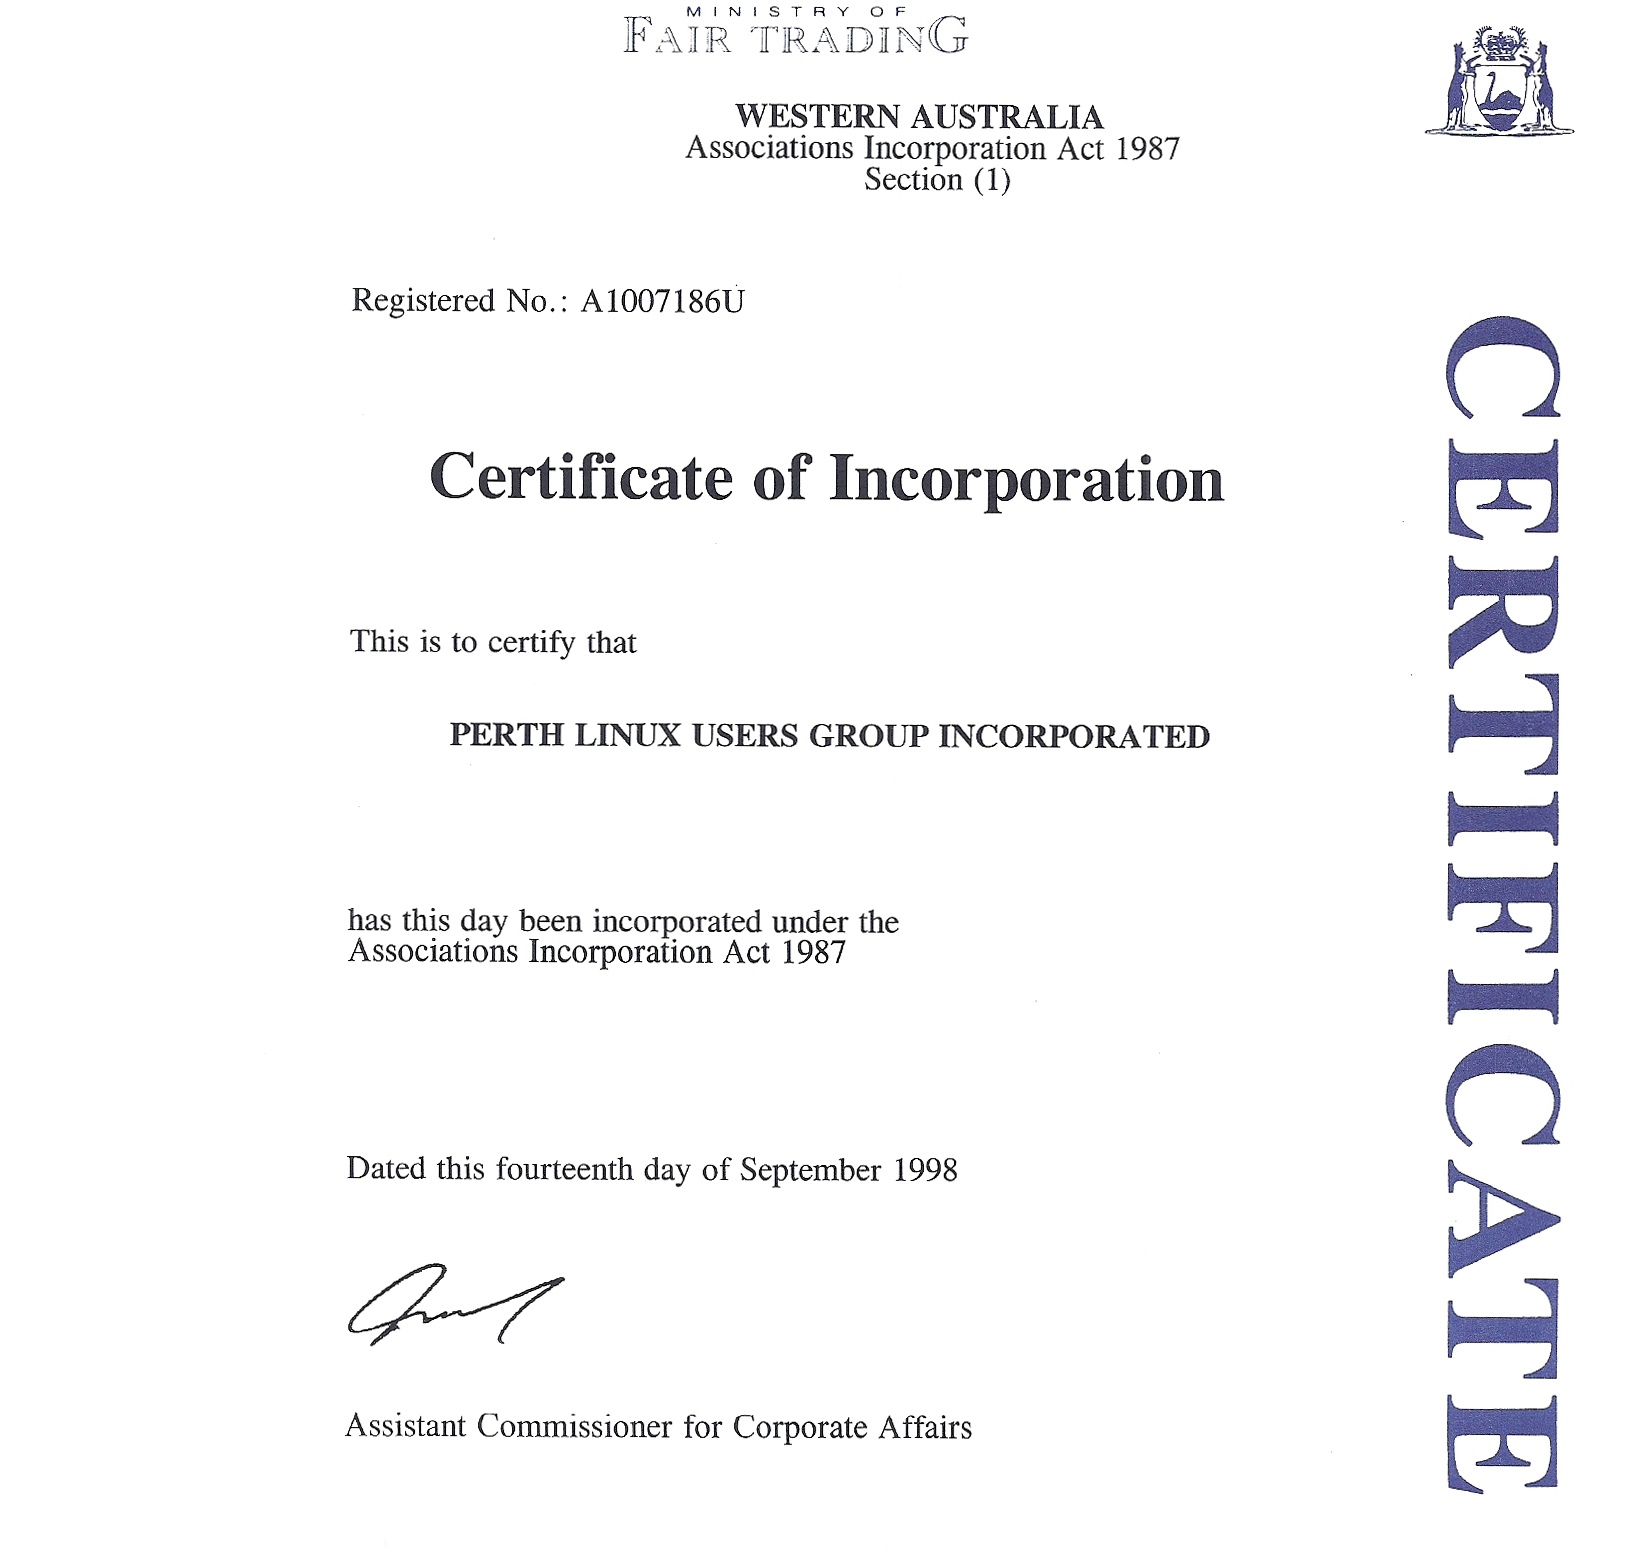 MINISTRY OF
FAIR TRADING
WESTERN AUSTRALIA
Associations Incorporation Act 1987
Section (1)
Registered No.: A1007186U
Certificate of Incorporation
This is to certify that
PERTH LINUX USERS GROUP INCORPORATED
has this day been incorporated under the
Associations Incorporation Act 1987
Dated this fourteenth day of September 1998
Assistant Commissioner for Corporate Affairs
CERTIFICATE